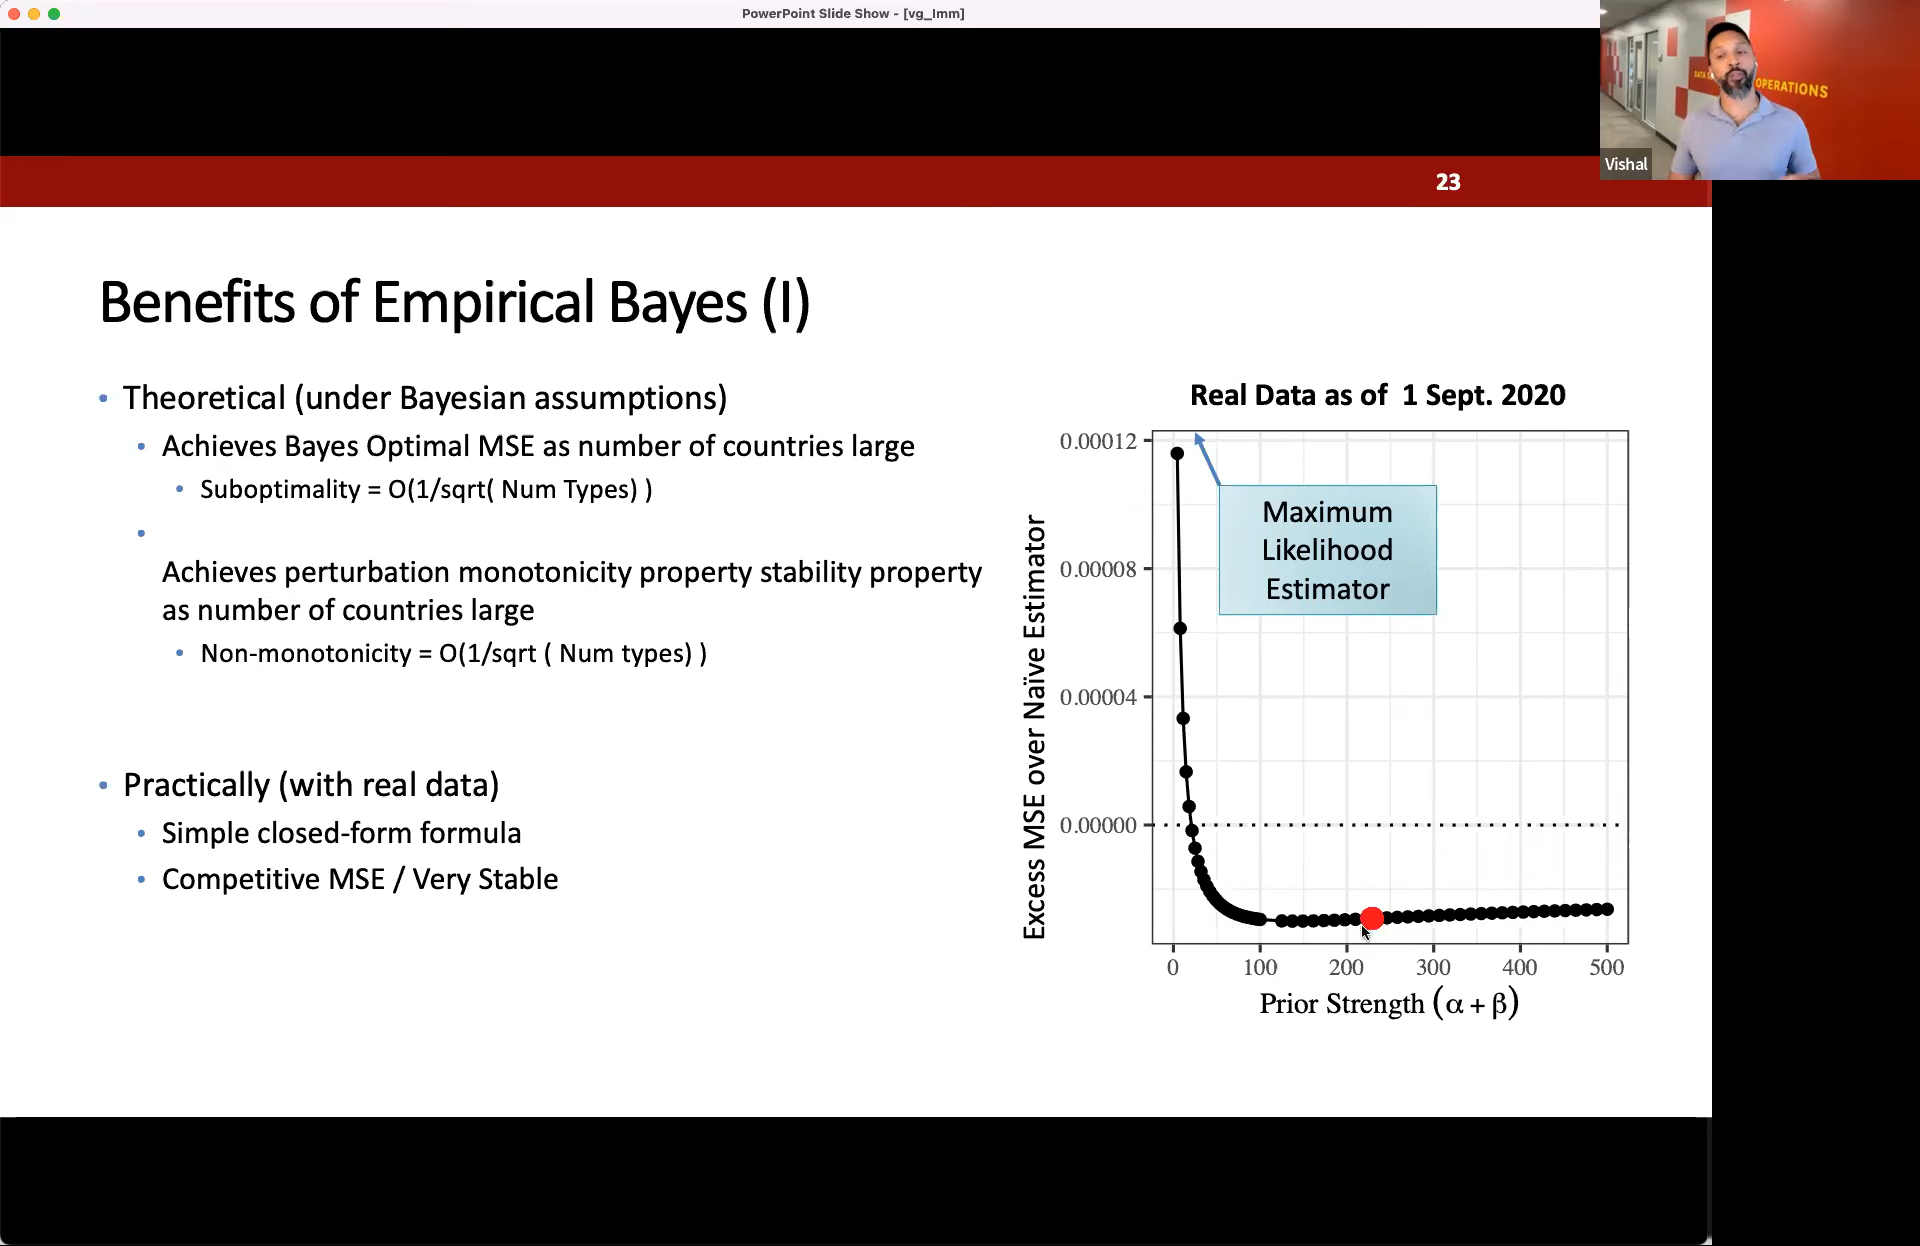 PowerPoint Slide Show - [vg_Imm]
OPERATIONS
Vishal
23
Benefits of Empirical Bayes (I)
• Theoretical (under Bayesian assumptions)
• Achieves Bayes Optimal MSE as number of countries large
• Suboptimality = O(1/sqrt( Num Types) )
•
Achieves perturbation monotonicity property stability property
as number of countries large
• Non-monotonicity = O(1/sqrt ( Num types) )
• Practically (with real data)
• Simple closed-form formula
• Competitive MSE / Very Stable
Real Data as of 1 Sept. 2020
Excess MSE over Naïve Estimator
0.00012
0.00008
0.00004
0.00000
Maximum
Likelihood
Estimator
0 100 200 300 400 500
Prior Strength (α + β)